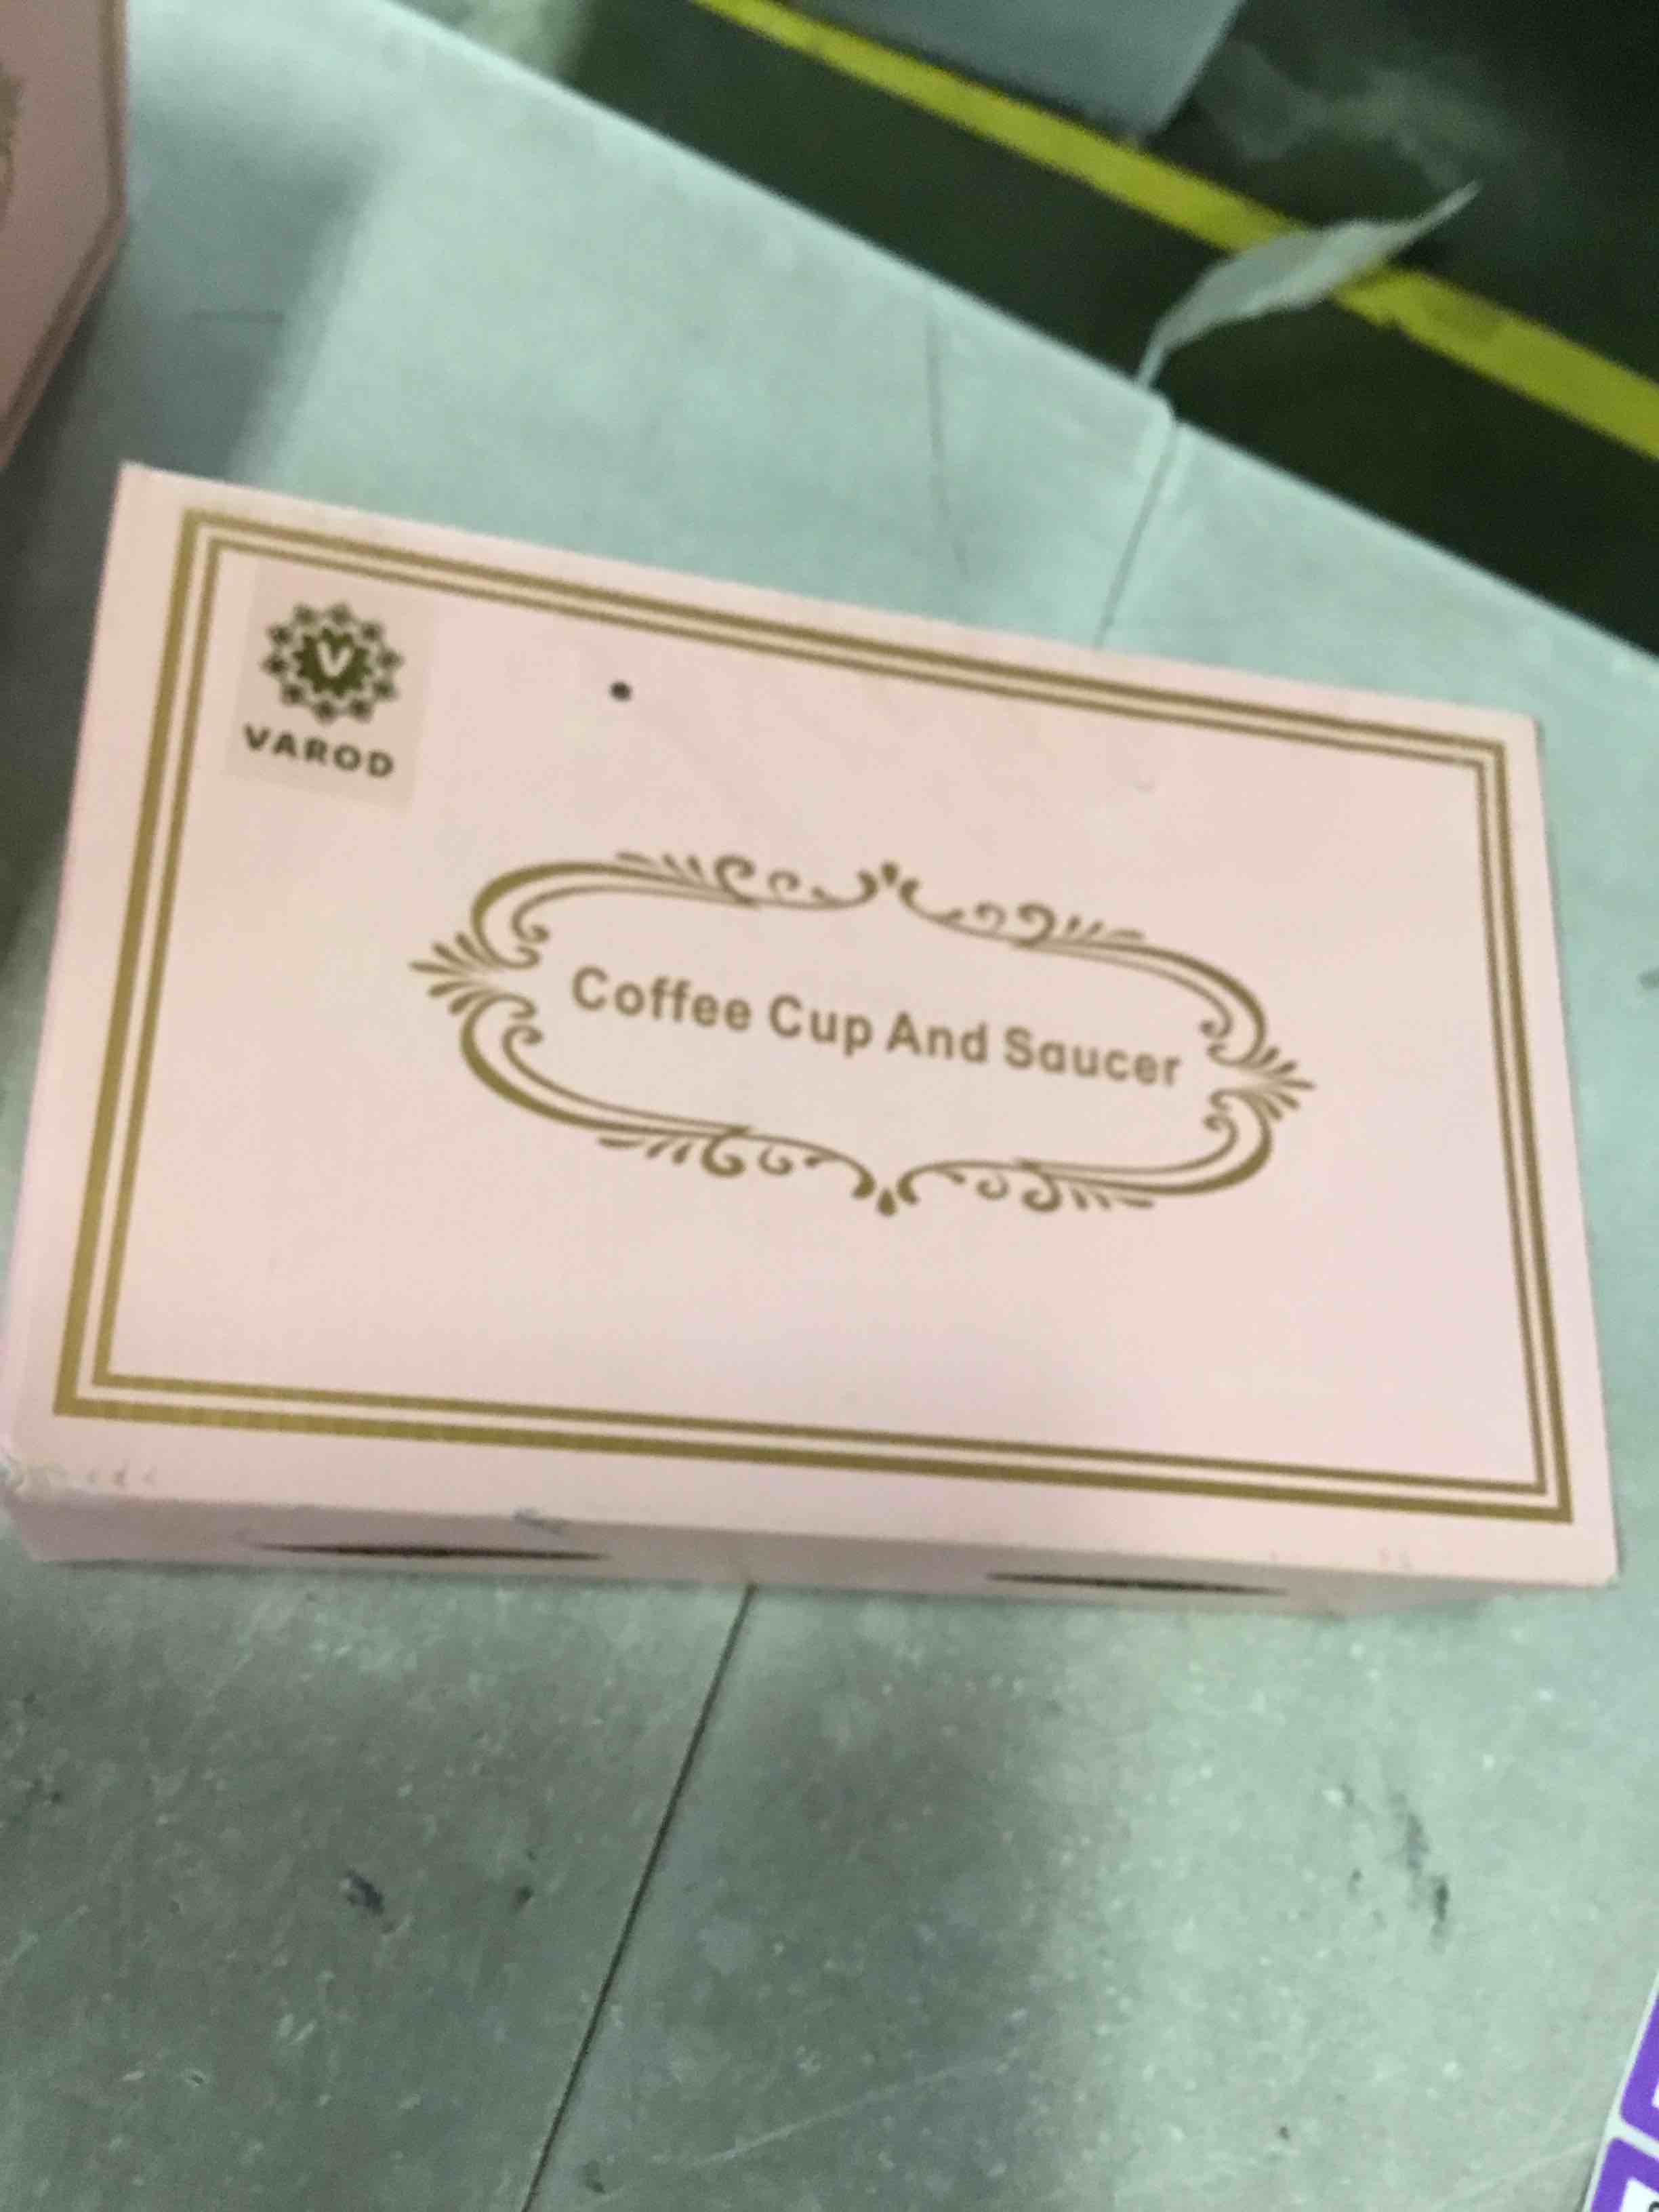 V
VAROD
Coffee Cup And Saucer